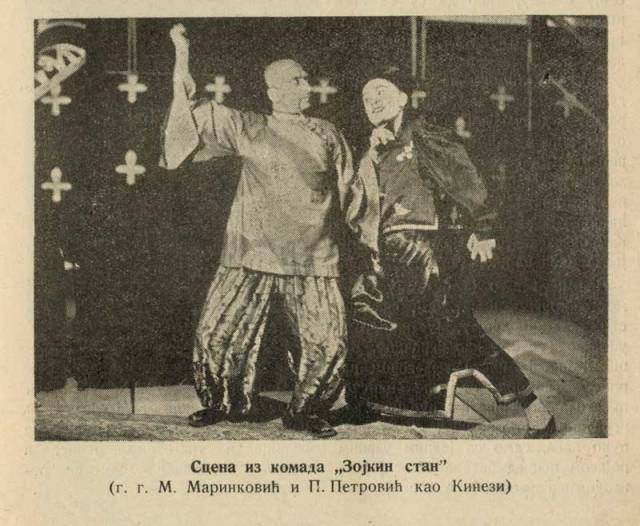 Сцена из комада „Зојкин стан”
(г. г. М. Маринковић и П. Петровић као Кинези)